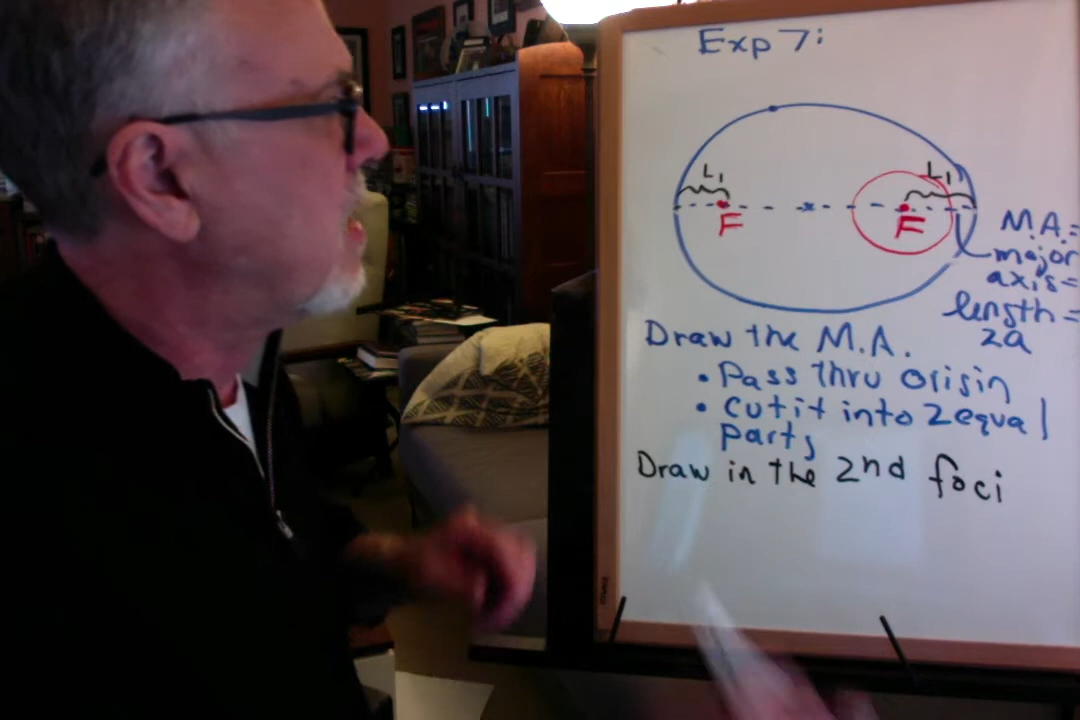 Exp 7:
L1
L1
F
F
M.A.=
major
axis=
length=
2a
Draw the M.A.
• Pass thru origin
• cut it into 2 equal
parts
Draw in the 2nd foci